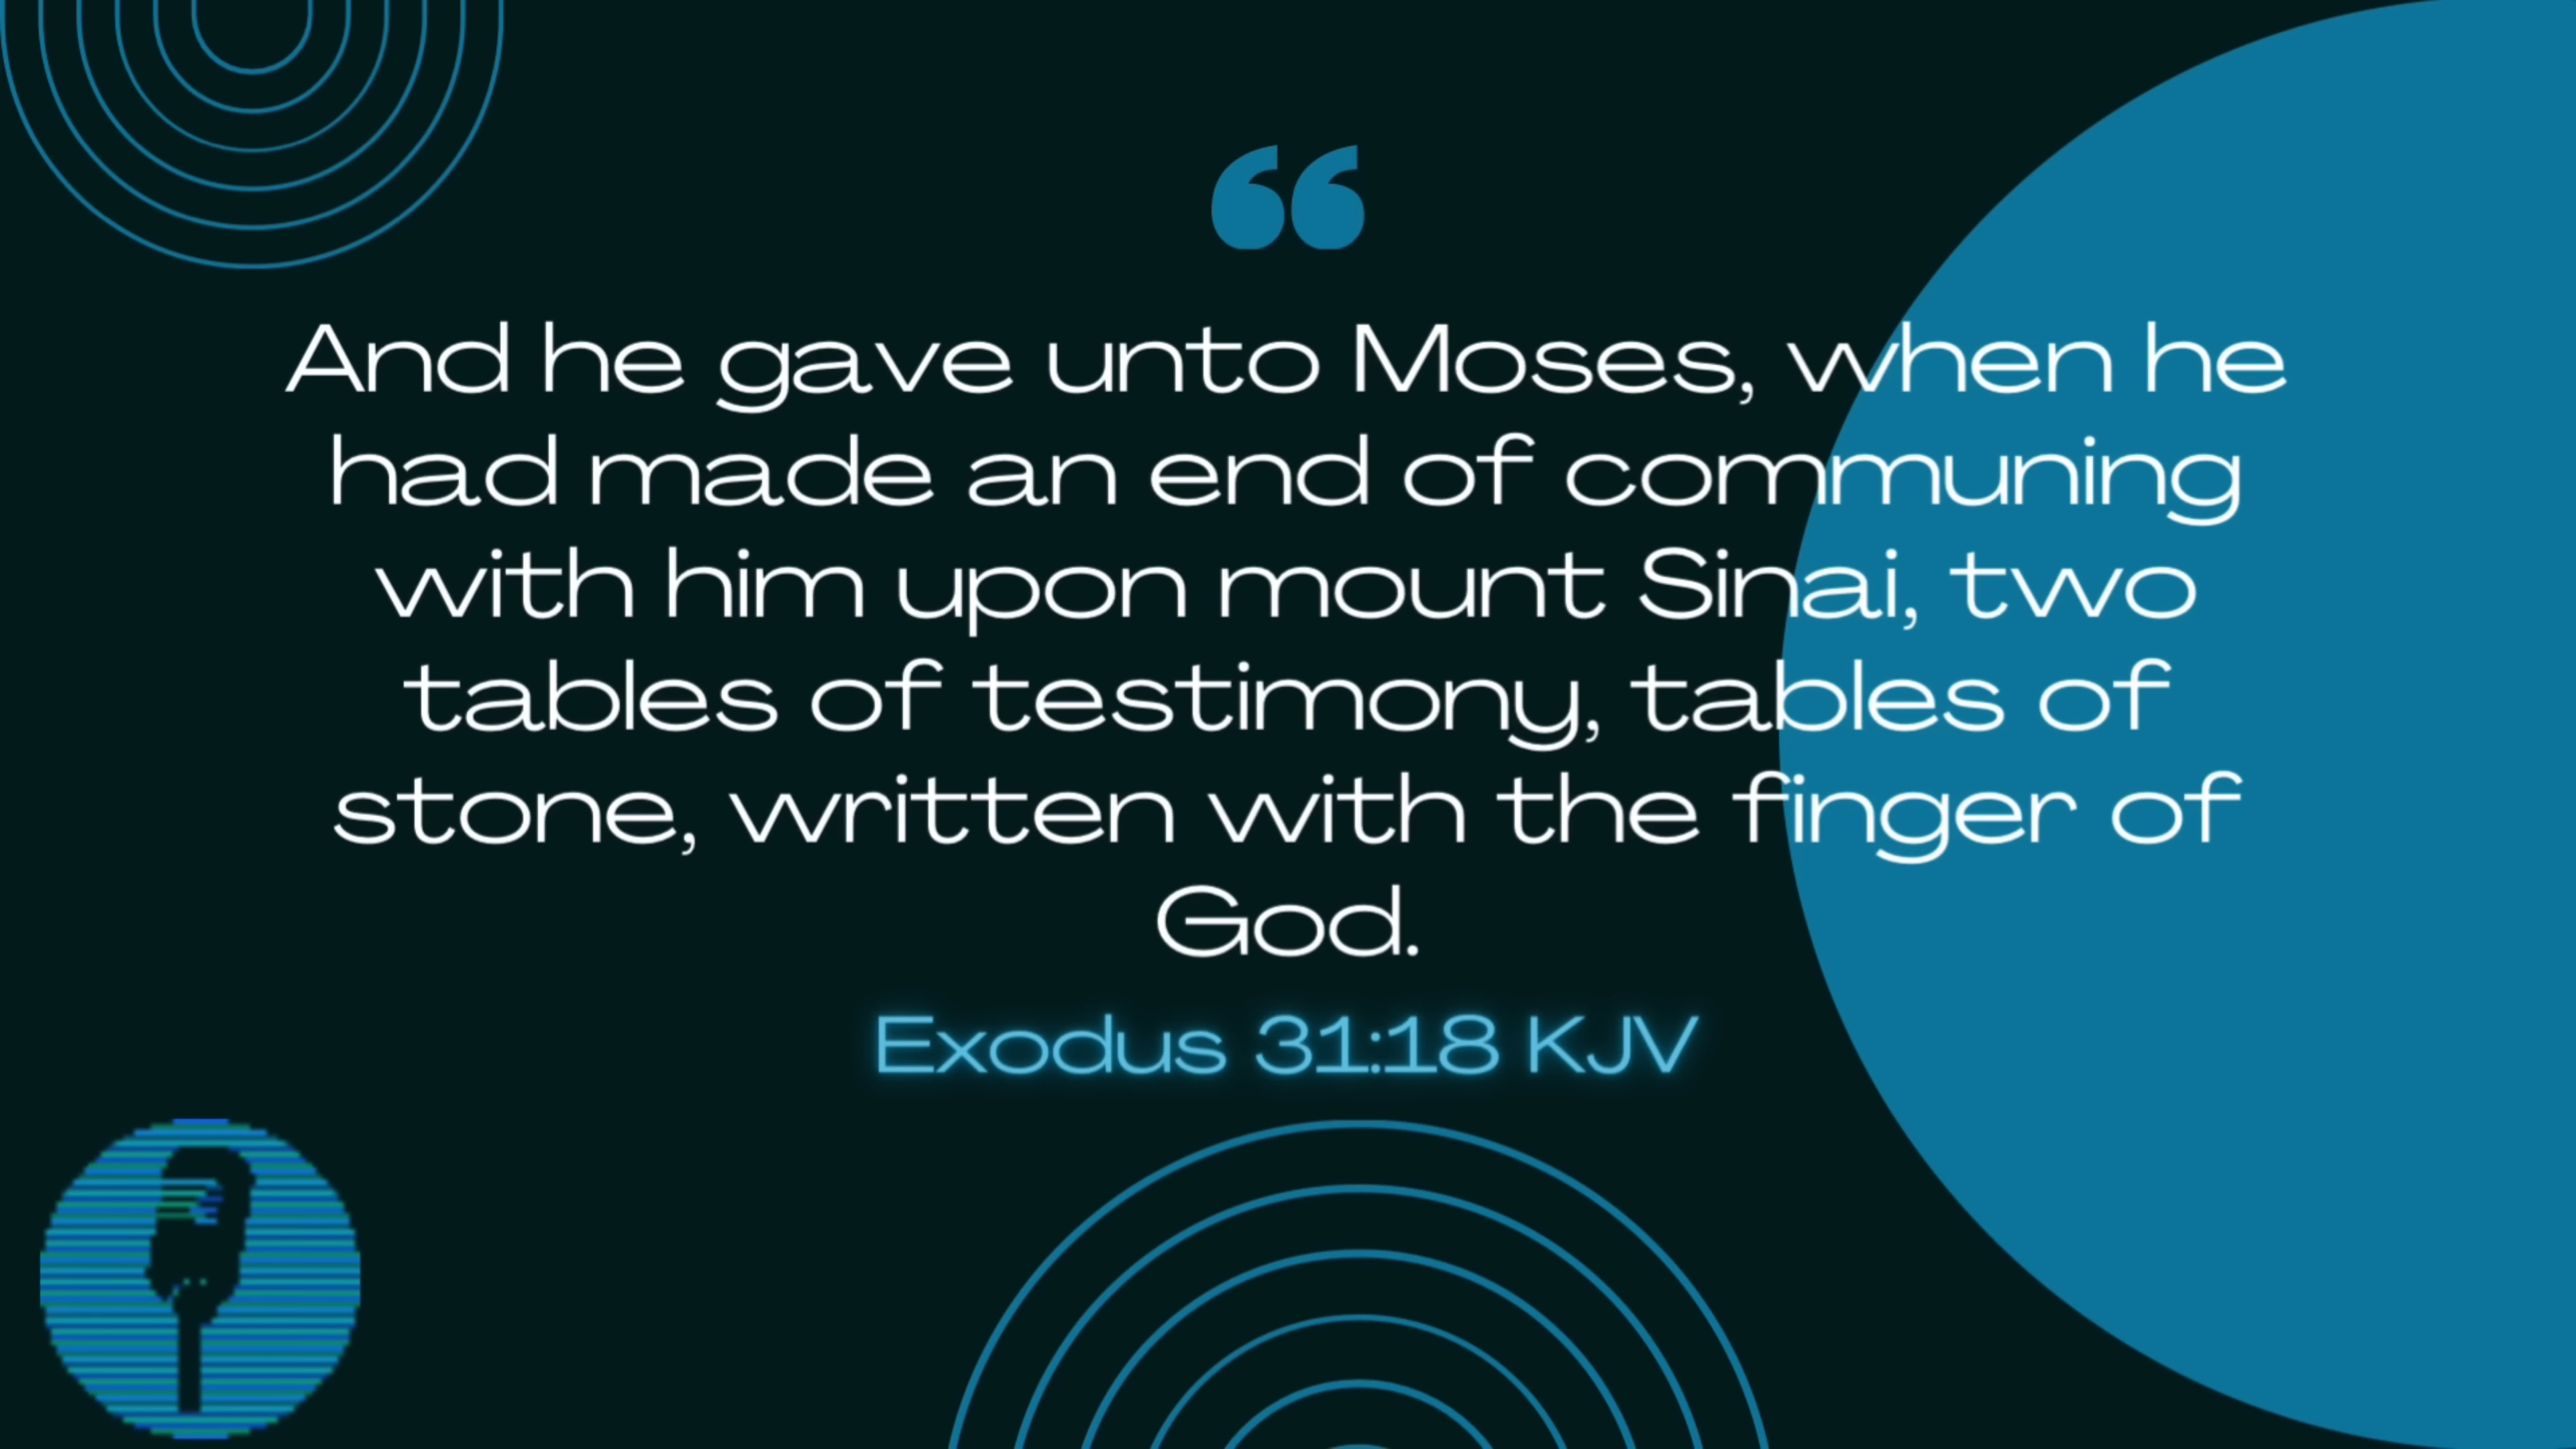 “
And he gave unto Moses, when he
had made an end of communing
with him upon mount Sinai, two
tables of testimony, tables of
stone, written with the finger of
God.
Exodus 31:18 KJV